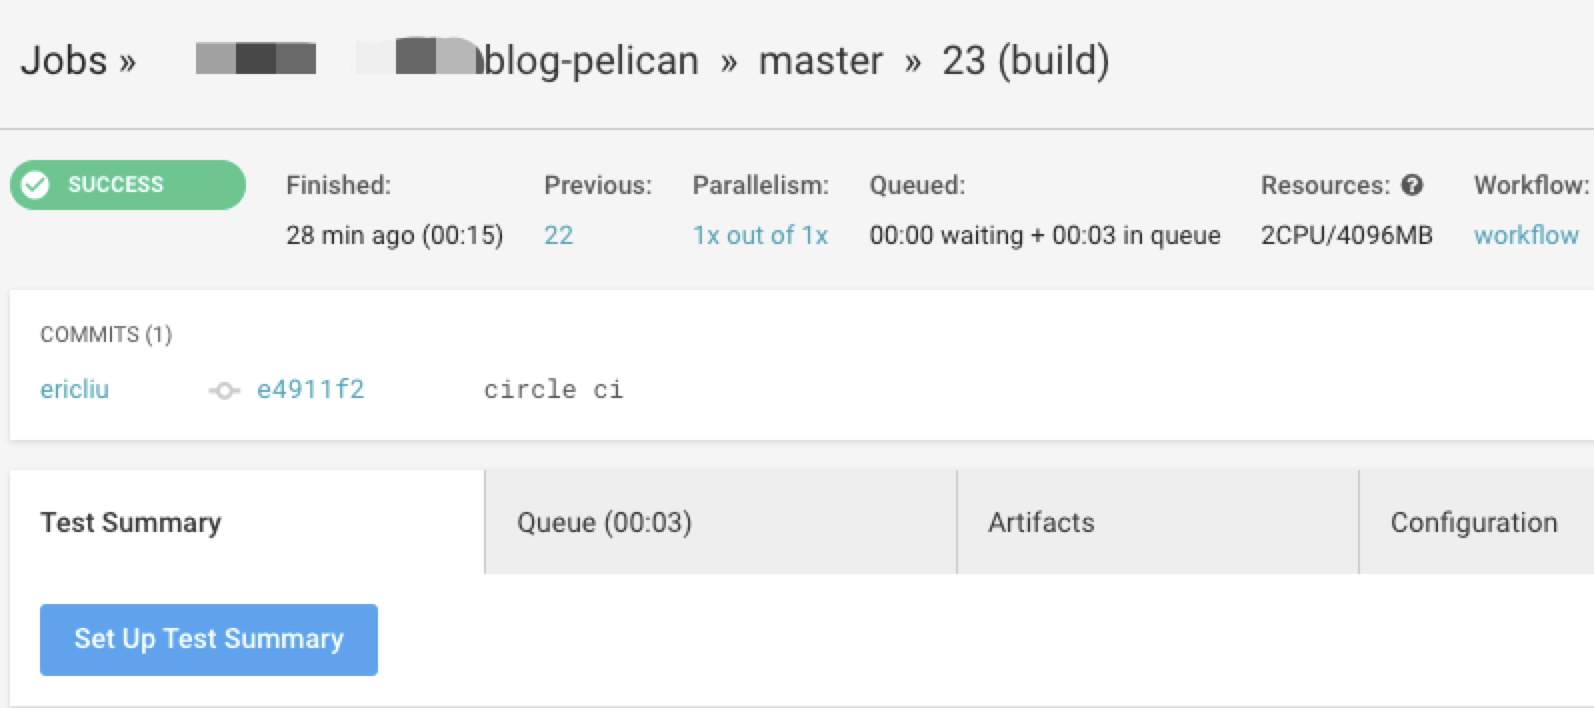 Jobs » blog-pelican » master » 23 (build)
SUCCESS
Finished: Previous: Parallelism: Queued: Resources: Workflow:
28 min ago (00:15) 22 1x out of 1x 00:00 waiting + 00:03 in queue 2CPU/4096MB workflow
COMMITS (1)
ericliu e4911f2 circle ci
Test Summary Queue (00:03) Artifacts Configuration
Set Up Test Summary